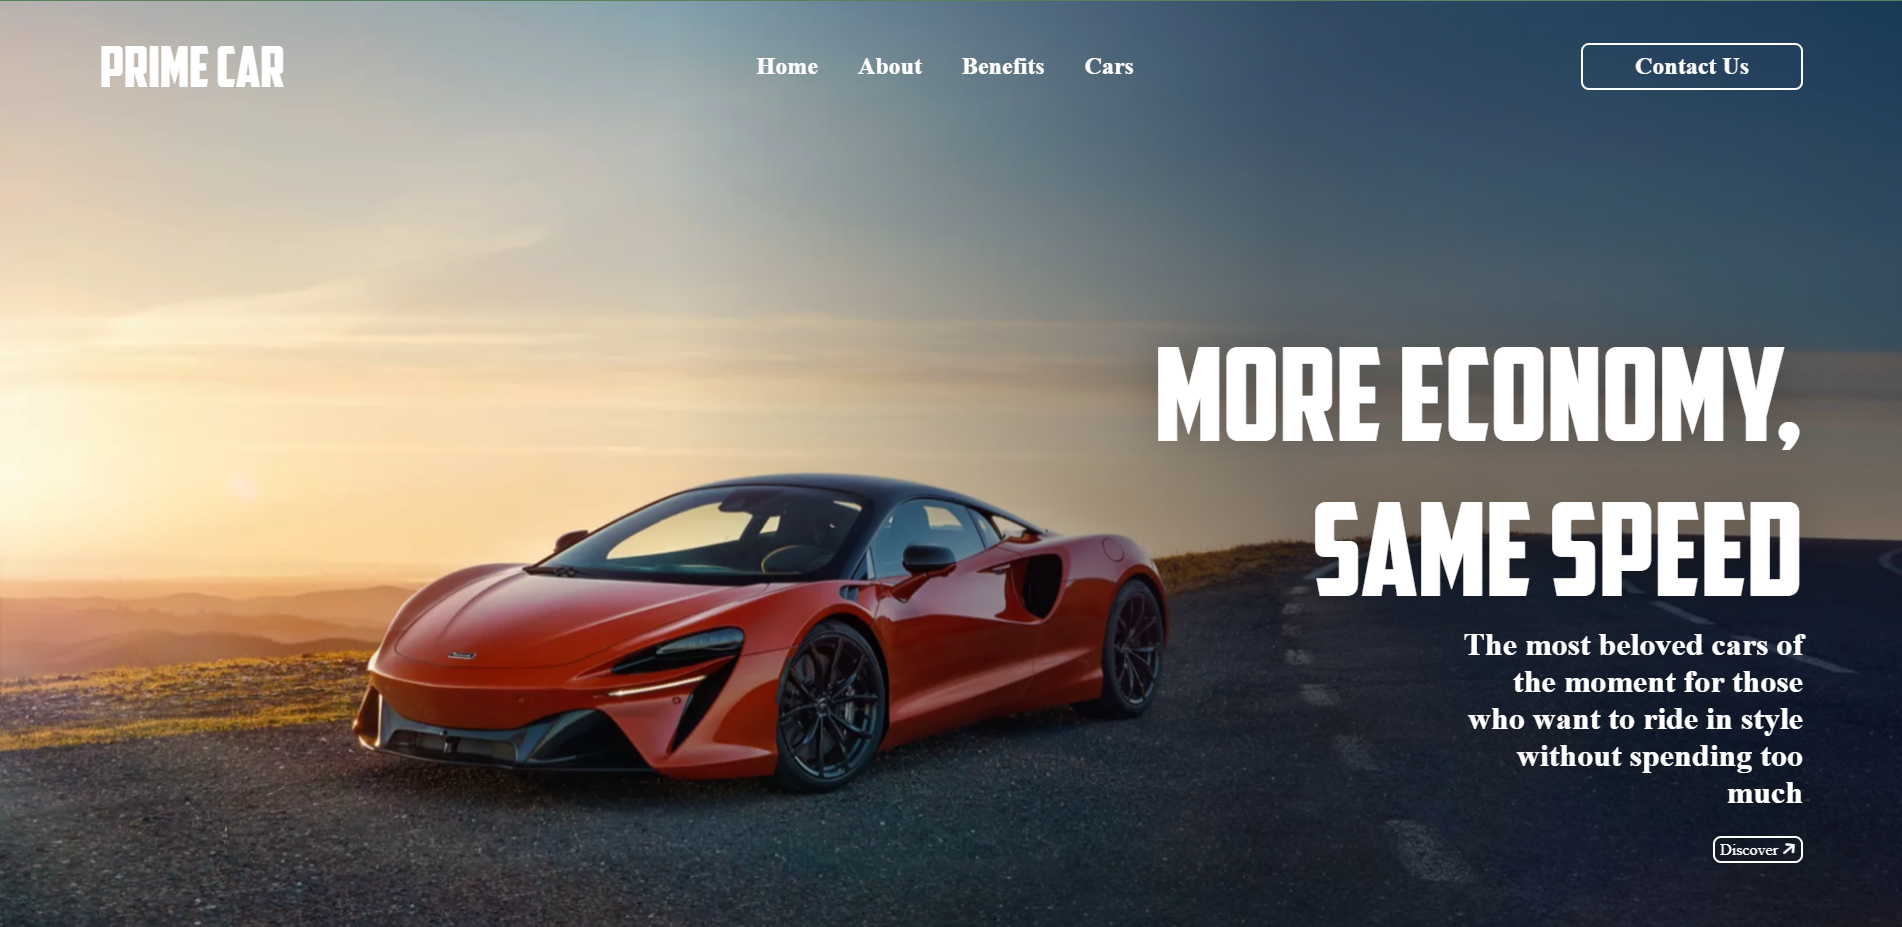 PRIME CAR
Home About Benefits Cars
Contact Us
MORE ECONOMY,
SAME SPEED
The most beloved cars of
the moment for those
who want to ride in style
without spending too
much
Discover